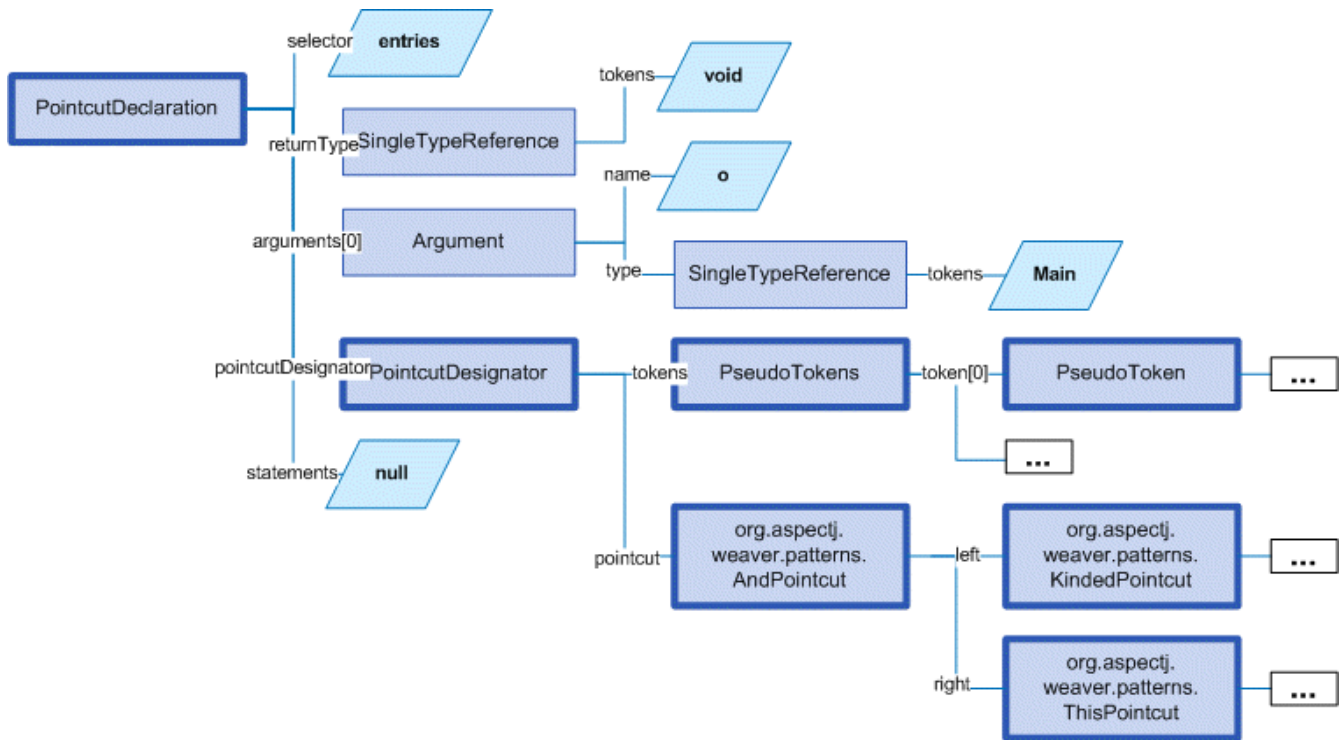 selector
entries
PointcutDeclaration
tokens
void
returnType
SingleTypeReference
name
o
arguments[0]
Argument
type
SingleTypeReference
tokens
Main
pointcutDesignator
PointcutDesignator
tokens
PseudoTokens
token[0]
PseudoToken
...
...
statements
null
pointcut
org.aspectj.
weaver.patterns.
AndPointcut
left
org.aspectj.
weaver.patterns.
KindedPointcut
...
right
org.aspectj.
weaver.patterns.
ThisPointcut
...